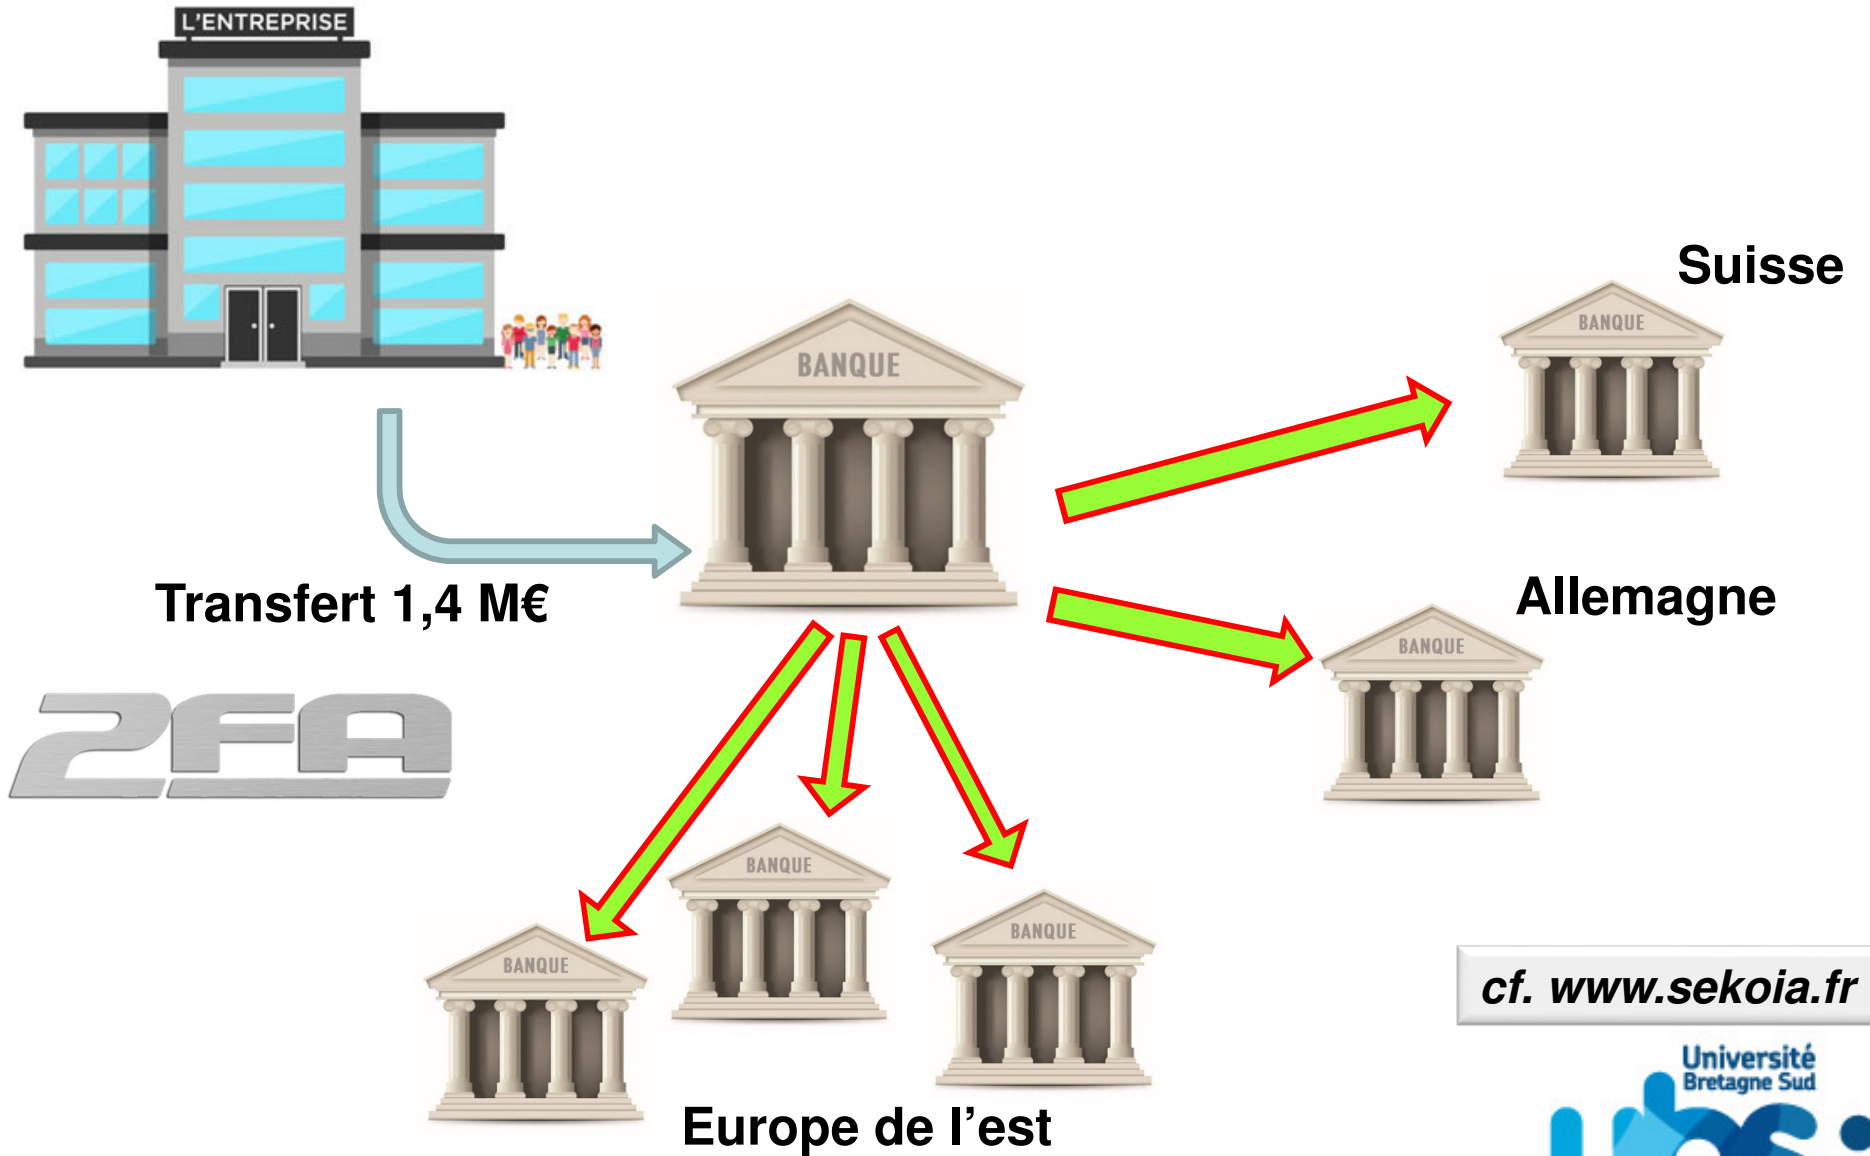 L'ENTREPRISE
Suisse
BANQUE
BANQUE
Allemagne
Transfert 1,4 M€
BANQUE
2FA
BANQUE
BANQUE
BANQUE
cf. www.sekoia.fr
Université
Bretagne Sud
Europe de l’est